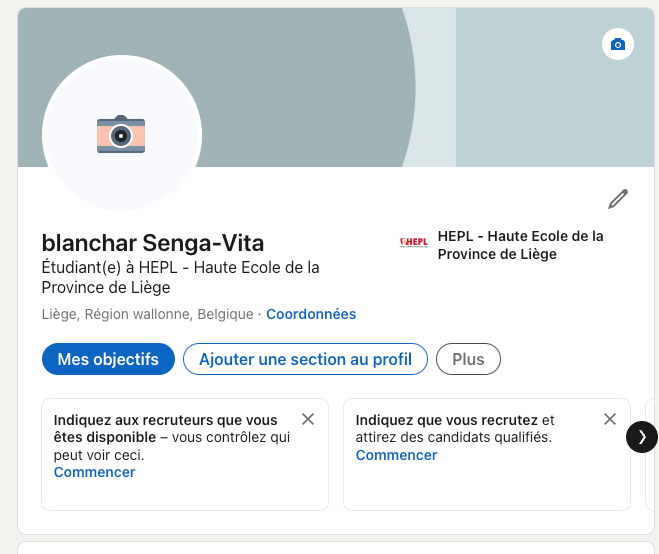 blanchar Senga-Vita
Étudiant(e) à HEPL - Haute Ecole de la
Province de Liège
HEPL
HEPL - Haute Ecole de la
Province de Liège
Liège, Région wallonne, Belgique · Coordonnées
Mes objectifs
Ajouter une section au profil
Plus
Indiquez aux recruteurs que vous
êtes disponible – vous contrôlez qui
peut voir ceci.
Commencer
Indiquez que vous recrutez et
attirez des candidats qualifiés.
Commencer